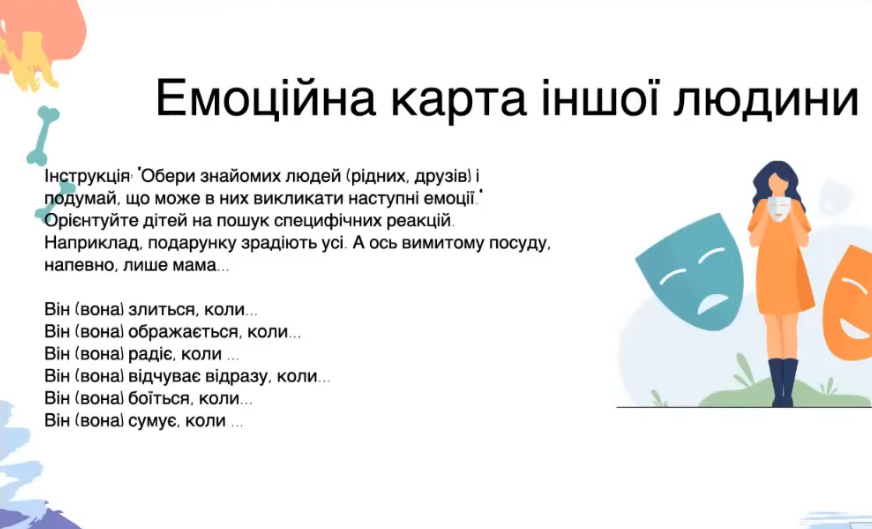 Емоційна карта іншої людини
Інструкція: "Обери знайомих людей (рідних, друзів) і
подумай, що може в них викликати наступні емоції."
Орієнтуйте дітей на пошук специфічних реакцій.
Наприклад, подарунку зрадіють усі. А ось вимитому посуду,
напевно, лише мама...
Він (вона) злиться, коли...
Він (вона) ображається, коли...
Він (вона) радіє, коли ...
Він (вона) відчуває відразу, коли...
Він (вона) боїться, коли...
Він (вона) сумує, коли ...